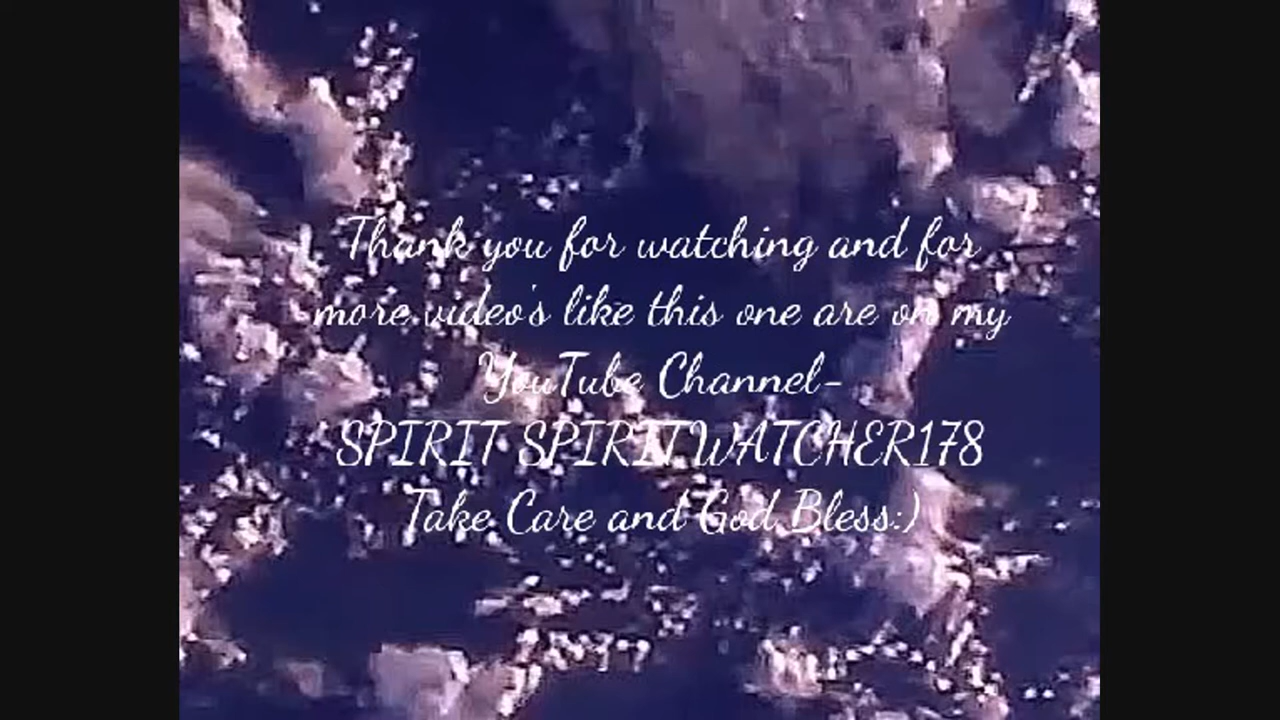 Thank you for watching and for
more video's like this one are on my
YouTube Channel-
SPIRIT SPIRITWATCHER178
Take Care and God Bless:)